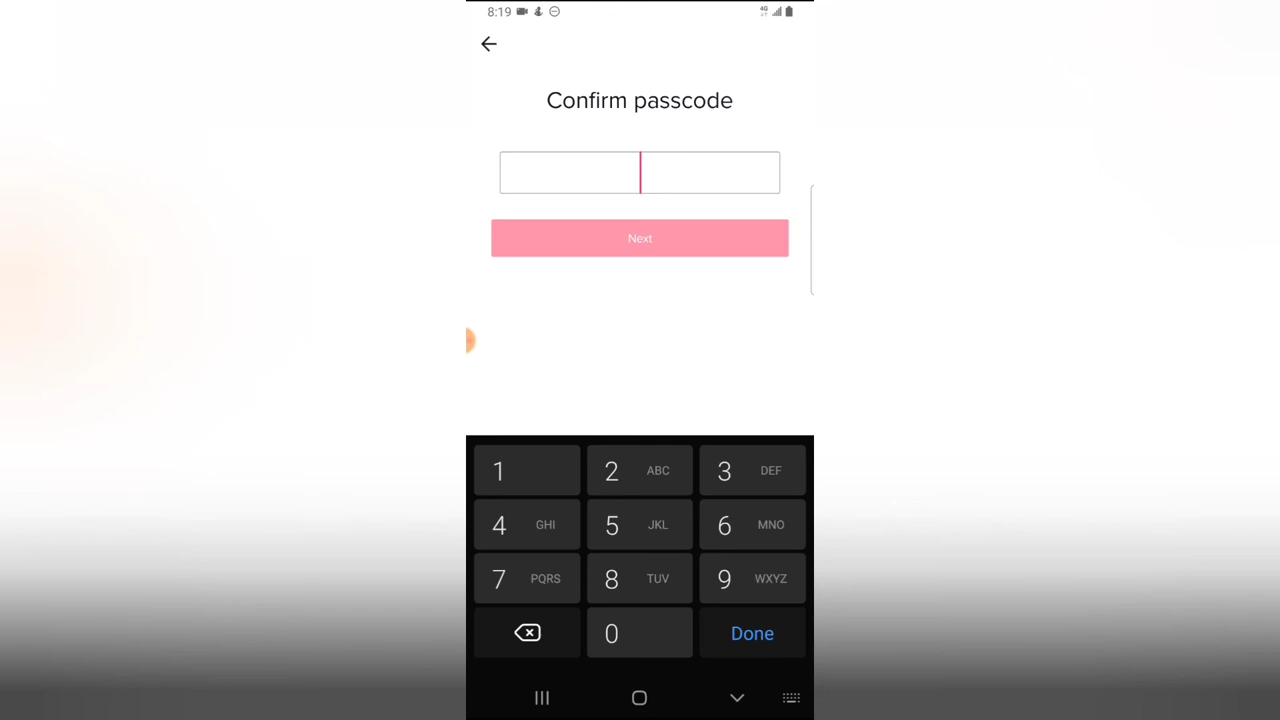 8:19
4G
Confirm passcode
Next
1
2 ABC
3 DEF
4 GHI
5 JKL
6 MNO
7 PQRS
8 TUV
9 WXYZ
0
Done